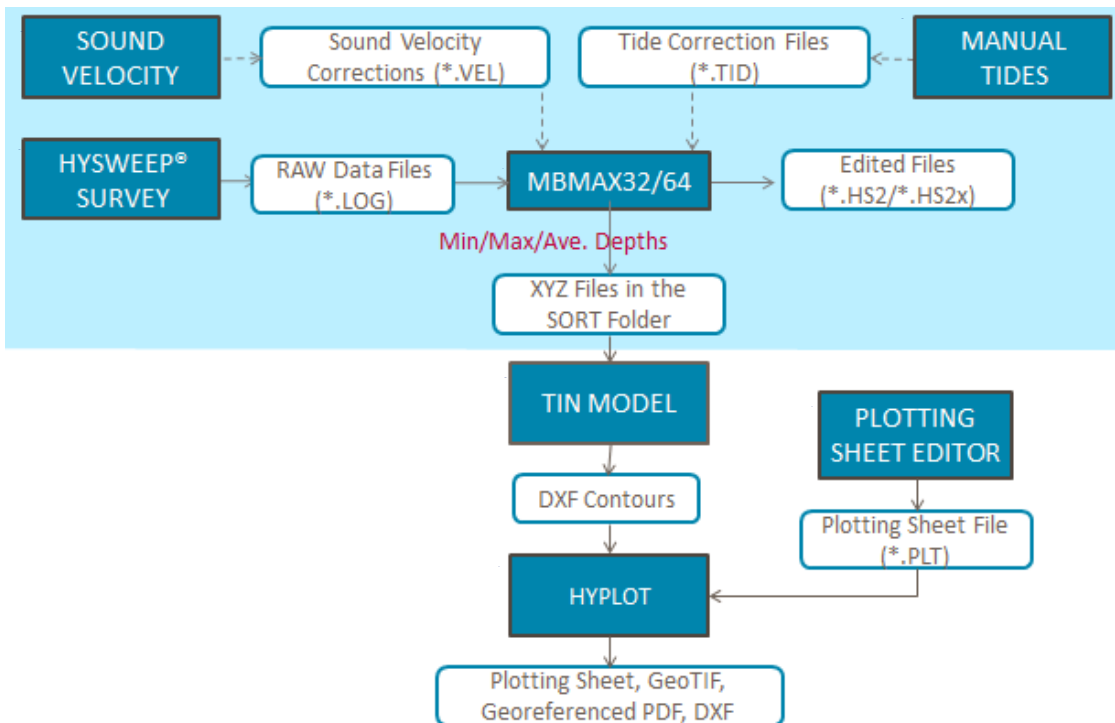 SOUND
VELOCITY
Sound Velocity
Corrections (*.VEL)
Tide Correction Files
(*.TID)
MANUAL
TIDES
HYSWEEP®
SURVEY
RAW Data Files
(*.LOG)
MBMAX32/64
Edited Files
(*.HS2/*.HS2x)
Min/Max/Ave. Depths
XYZ Files in the
SORT Folder
TIN MODEL
PLOTTING
SHEET EDITOR
DXF Contours
Plotting Sheet File
(*.PLT)
HYPLOT
Plotting Sheet, GeoTIF,
Georeferenced PDF, DXF